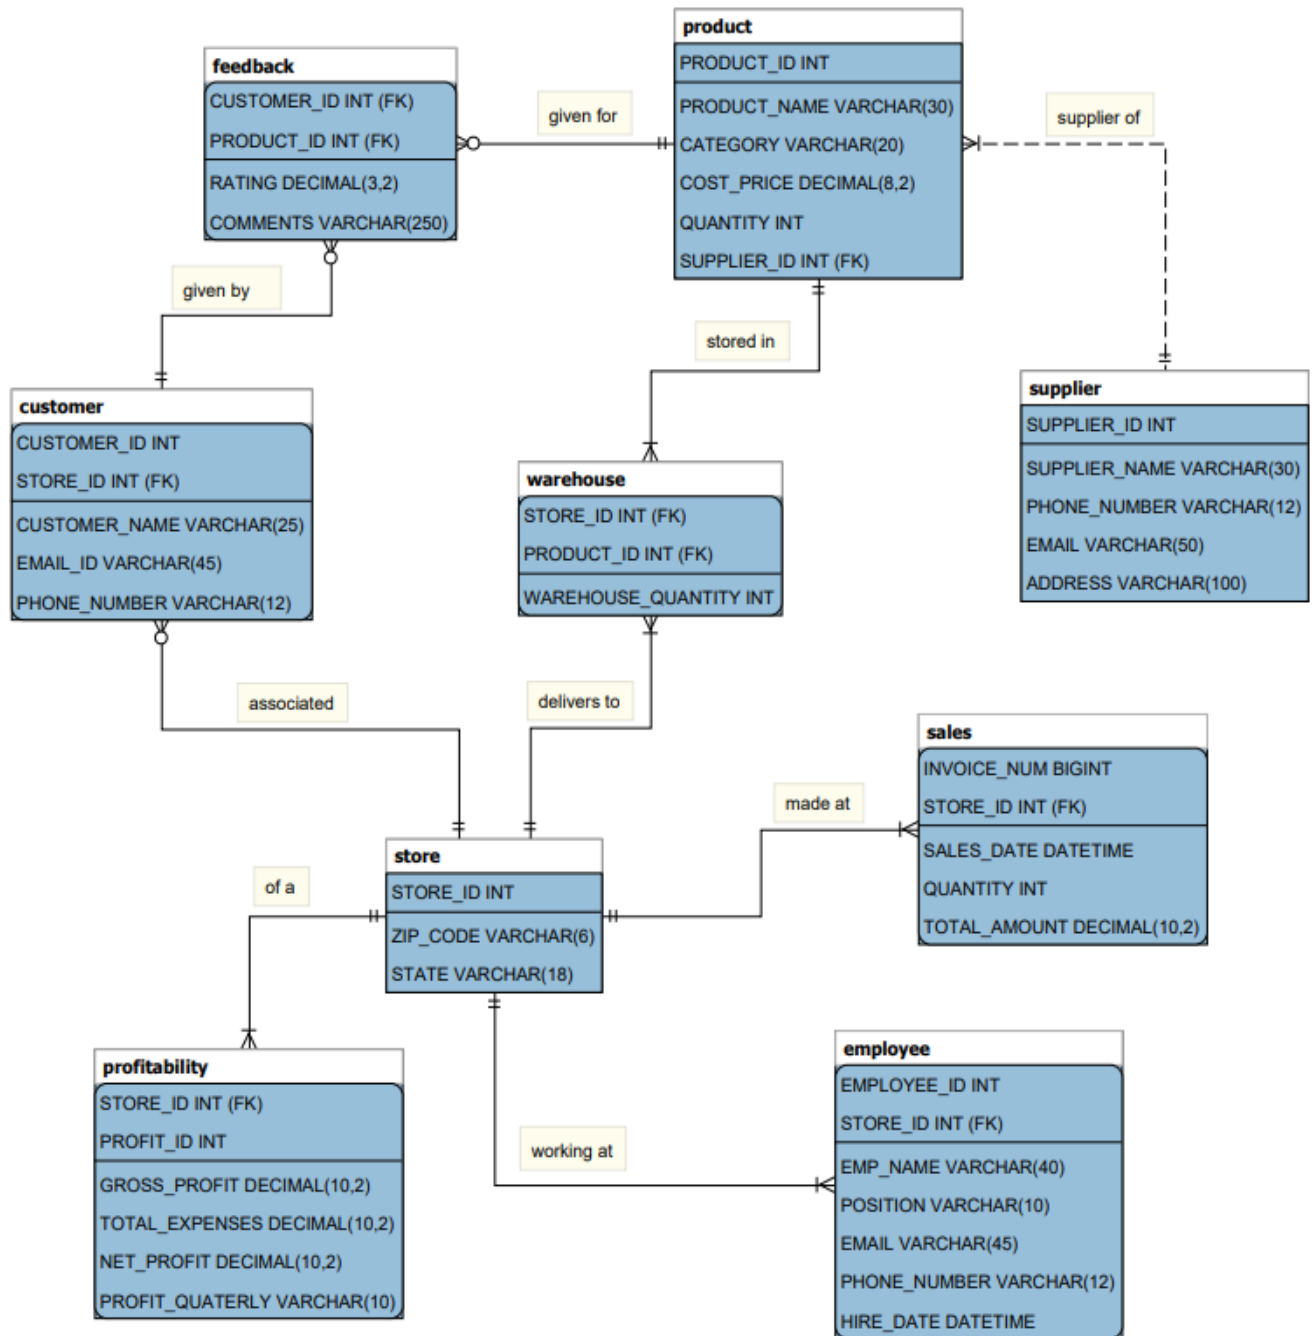 product
PRODUCT_ID INT
PRODUCT_NAME VARCHAR(30)
CATEGORY VARCHAR(20)
COST_PRICE DECIMAL(8,2)
QUANTITY INT
SUPPLIER_ID INT (FK)
feedback
CUSTOMER_ID INT (FK)
PRODUCT_ID INT (FK)
RATING DECIMAL(3,2)
COMMENTS VARCHAR(250)
given for
supplier of
given by
stored in
customer
CUSTOMER_ID INT
STORE_ID INT (FK)
CUSTOMER_NAME VARCHAR(25)
EMAIL_ID VARCHAR(45)
PHONE_NUMBER VARCHAR(12)
warehouse
STORE_ID INT (FK)
PRODUCT_ID INT (FK)
WAREHOUSE_QUANTITY INT
supplier
SUPPLIER_ID INT
SUPPLIER_NAME VARCHAR(30)
PHONE_NUMBER VARCHAR(12)
EMAIL VARCHAR(50)
ADDRESS VARCHAR(100)
associated
delivers to
made at
sales
INVOICE_NUM BIGINT
STORE_ID INT (FK)
SALES_DATE DATETIME
QUANTITY INT
TOTAL_AMOUNT DECIMAL(10,2)
of a
store
STORE_ID INT
ZIP_CODE VARCHAR(6)
STATE VARCHAR(18)
profitability
STORE_ID INT (FK)
PROFIT_ID INT
GROSS_PROFIT DECIMAL(10,2)
TOTAL_EXPENSES DECIMAL(10,2)
NET_PROFIT DECIMAL(10,2)
PROFIT_QUATERLY VARCHAR(10)
working at
employee
EMPLOYEE_ID INT
STORE_ID INT (FK)
EMP_NAME VARCHAR(40)
POSITION VARCHAR(10)
EMAIL VARCHAR(45)
PHONE_NUMBER VARCHAR(12)
HIRE_DATE DATETIME